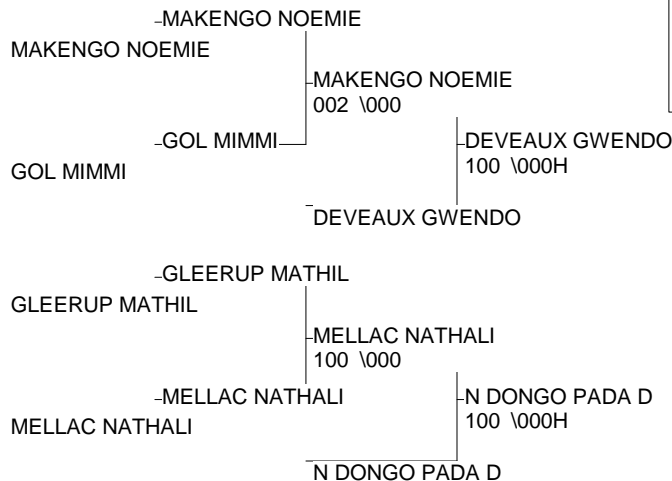 MAKENGO NOEMIE
MAKENGO NOEMIE
MAKENGO NOEMIE
002 \000
GOL MIMMI
DEVEAUX GWENDO
100 \000H
GOL MIMMI
DEVEAUX GWENDO
GLEERUP MATHIL
GLEERUP MATHIL
MELLAC NATHALI
100 \000
MELLAC NATHALI
N DONGO PADA D
100 \000H
MELLAC NATHALI
N DONGO PADA D